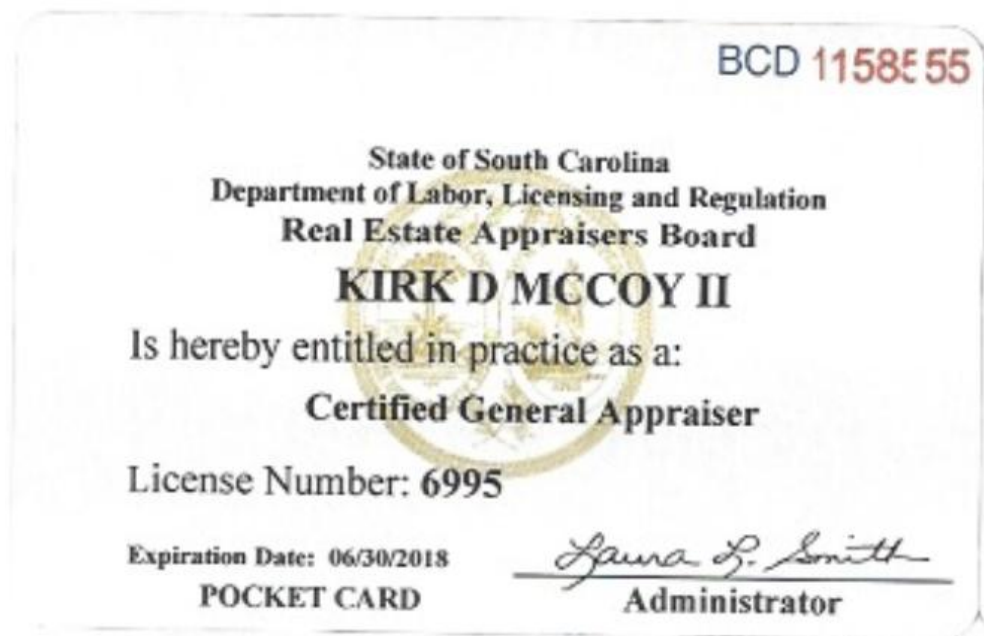 BCD 1158555
State of South Carolina
Department of Labor, Licensing and Regulation
Real Estate Appraisers Board
KIRK D MCCOY II
Is hereby entitled in practice as a:
Certified General Appraiser
License Number: 6995
Expiration Date: 06/30/2018
Laura L. Smith
POCKET CARD
Administrator